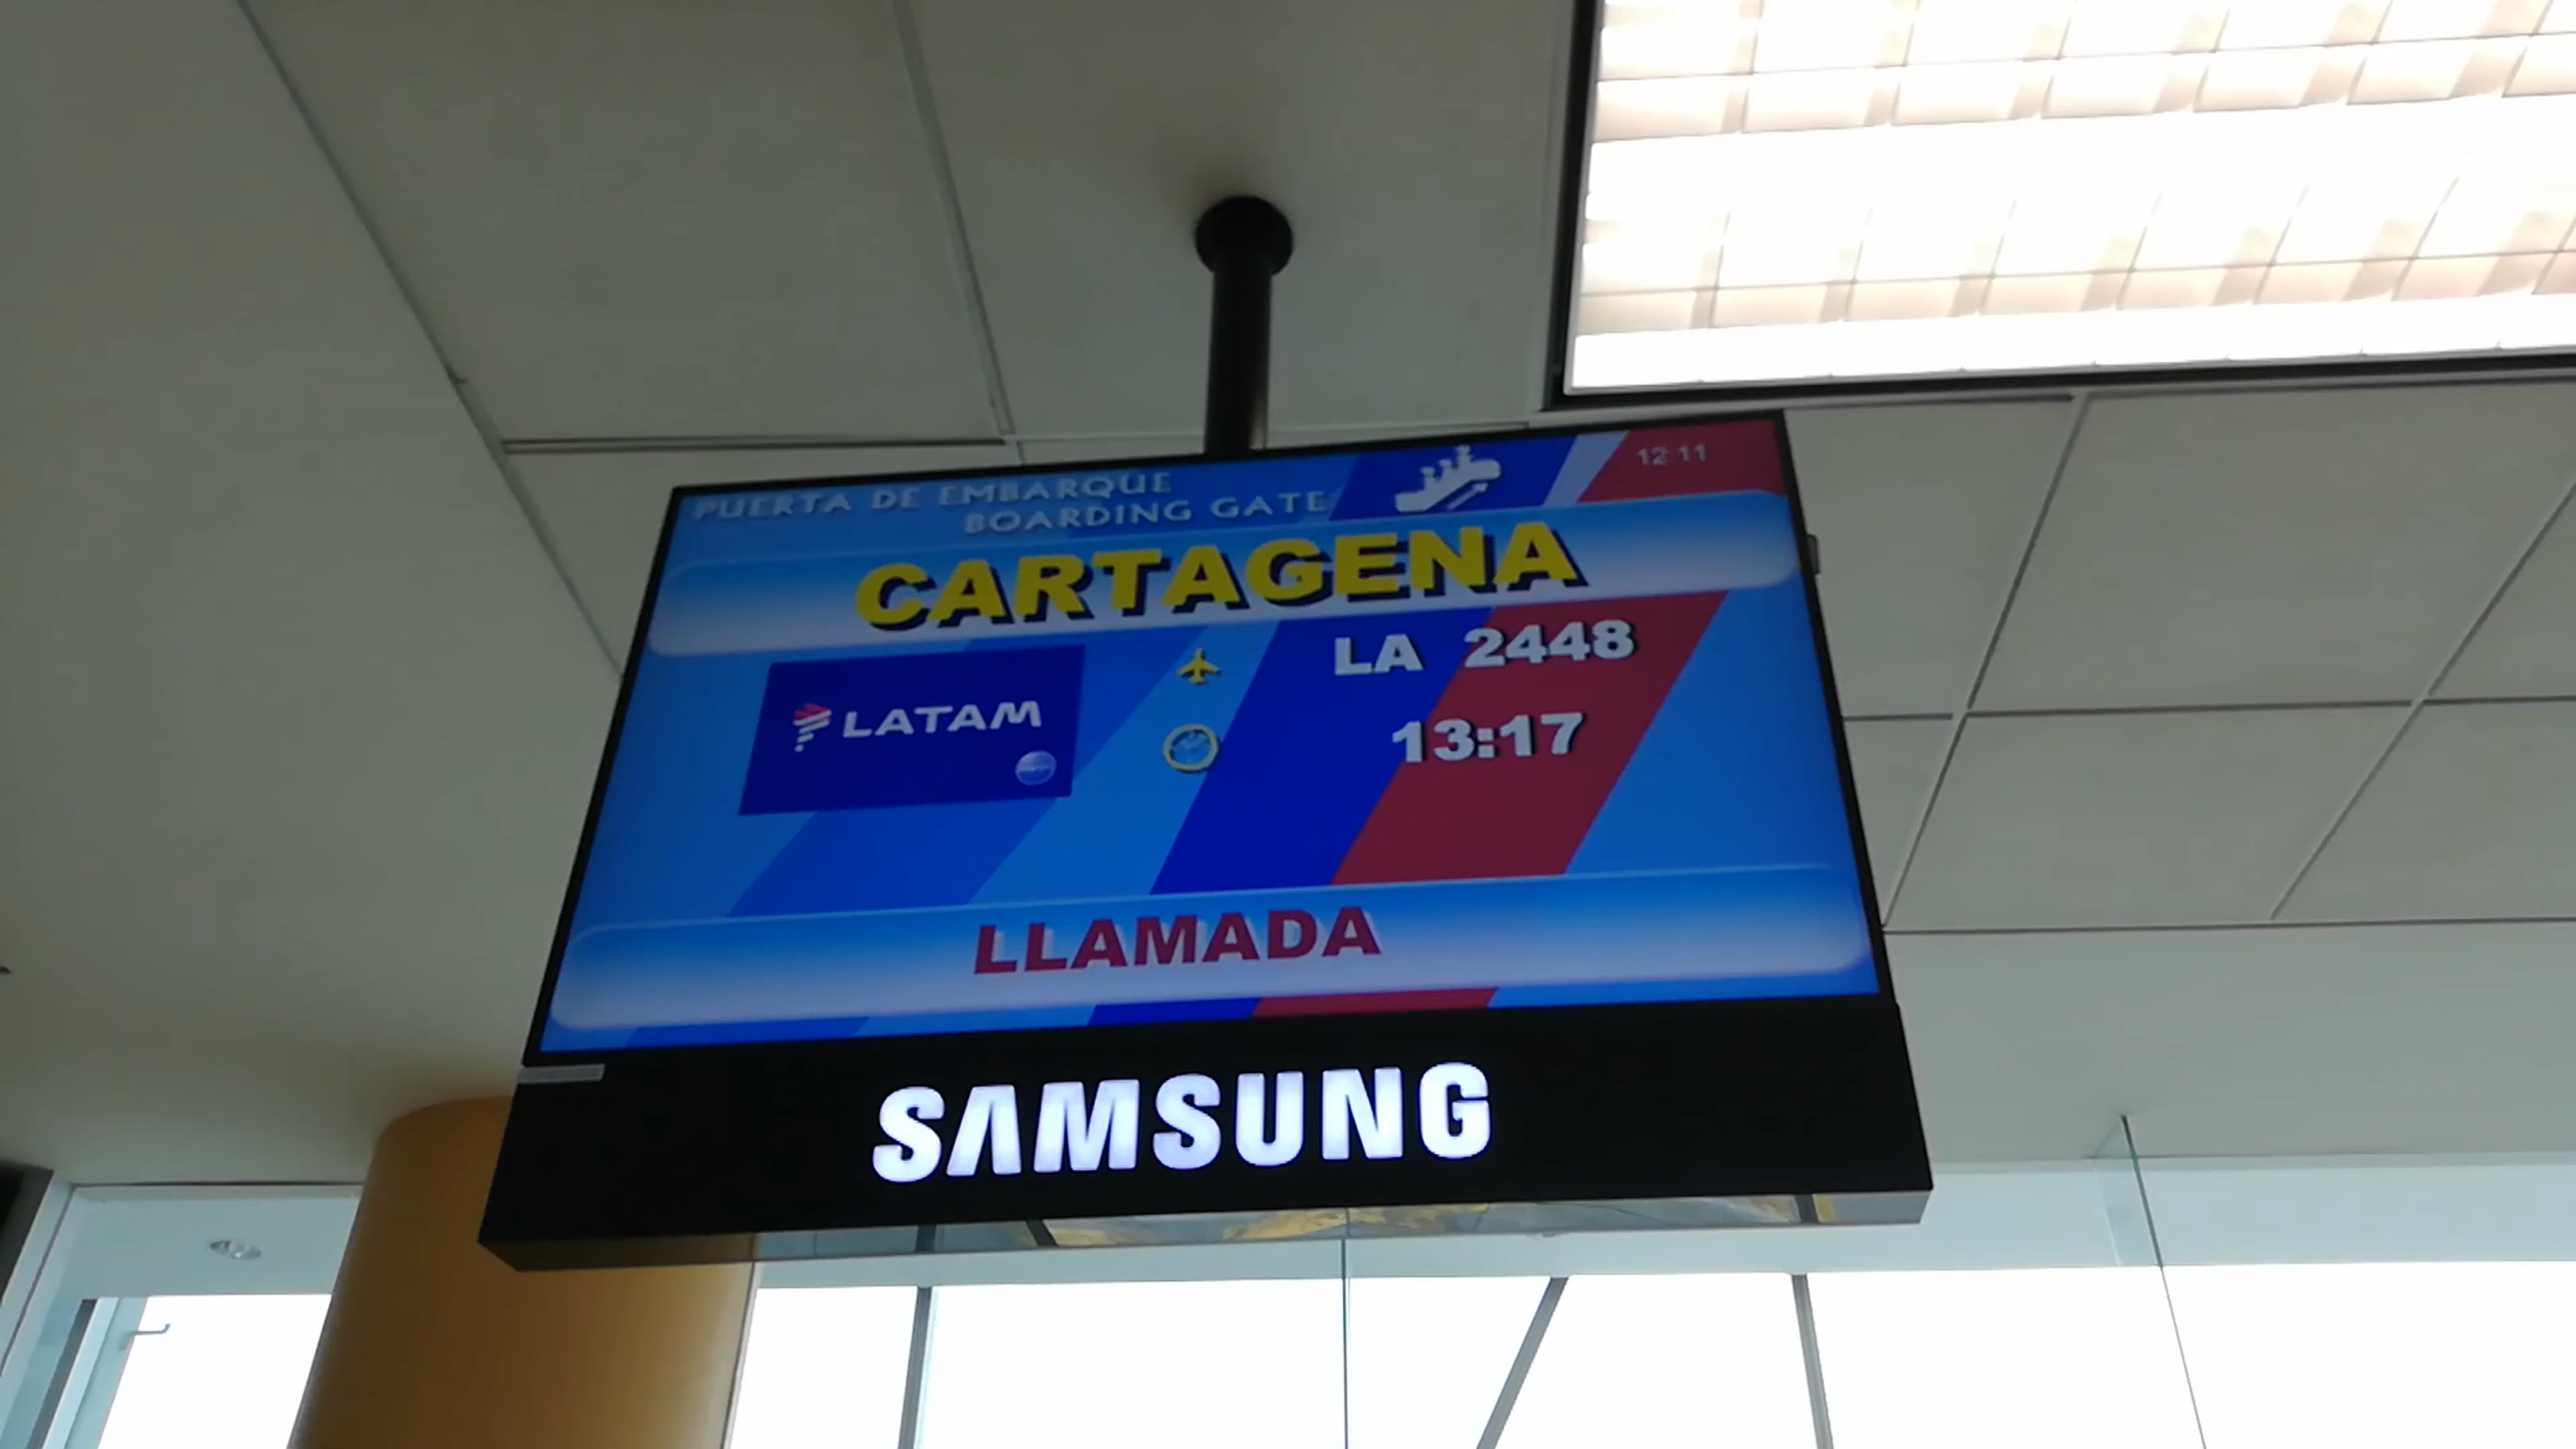 PUERTA DE EMBARQUE
BOARDING GATE
12:11
CARTAGENA
LATAM
LA 2448
13:17
LLAMADA
SAMSUNG